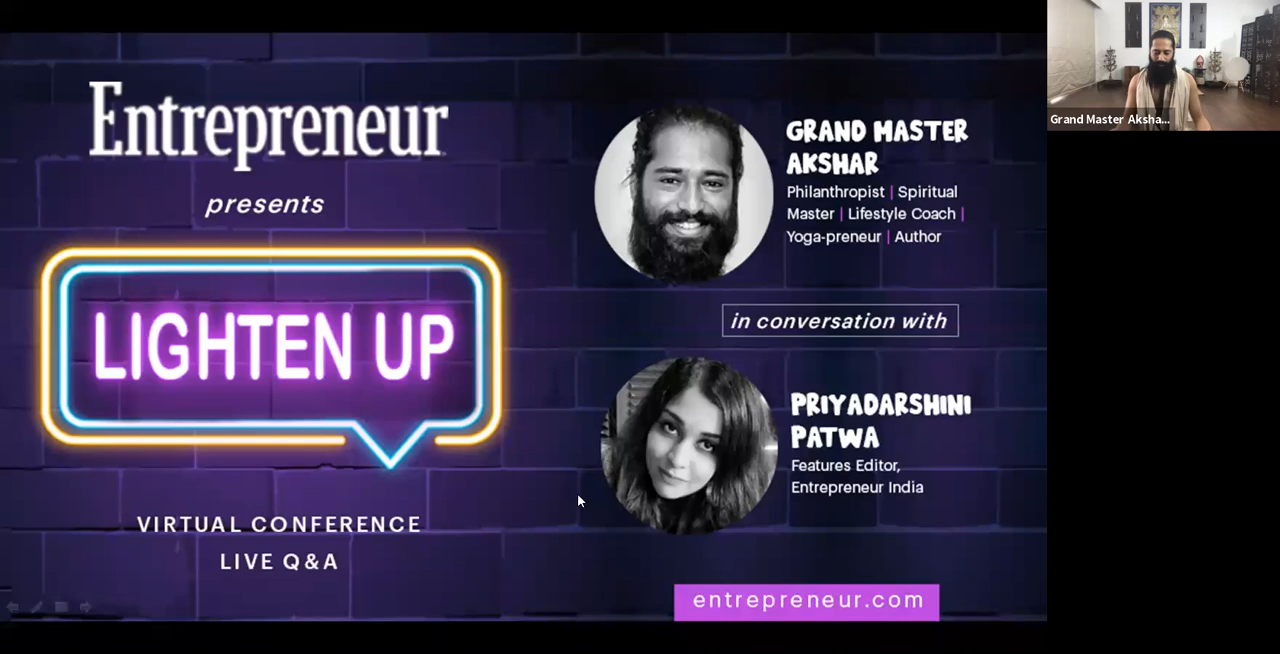 Entrepreneur
presents
LIGHTEN UP
VIRTUAL CONFERENCE
LIVE Q&A
GRAND MASTER
AKSHAR
Philanthropist | Spiritual
Master | Lifestyle Coach |
Yoga-preneur | Author
in conversation with
PRIYADARSHINI
PATWA
Features Editor,
Entrepreneur India
entrepreneur.com
Grand Master Aksha...